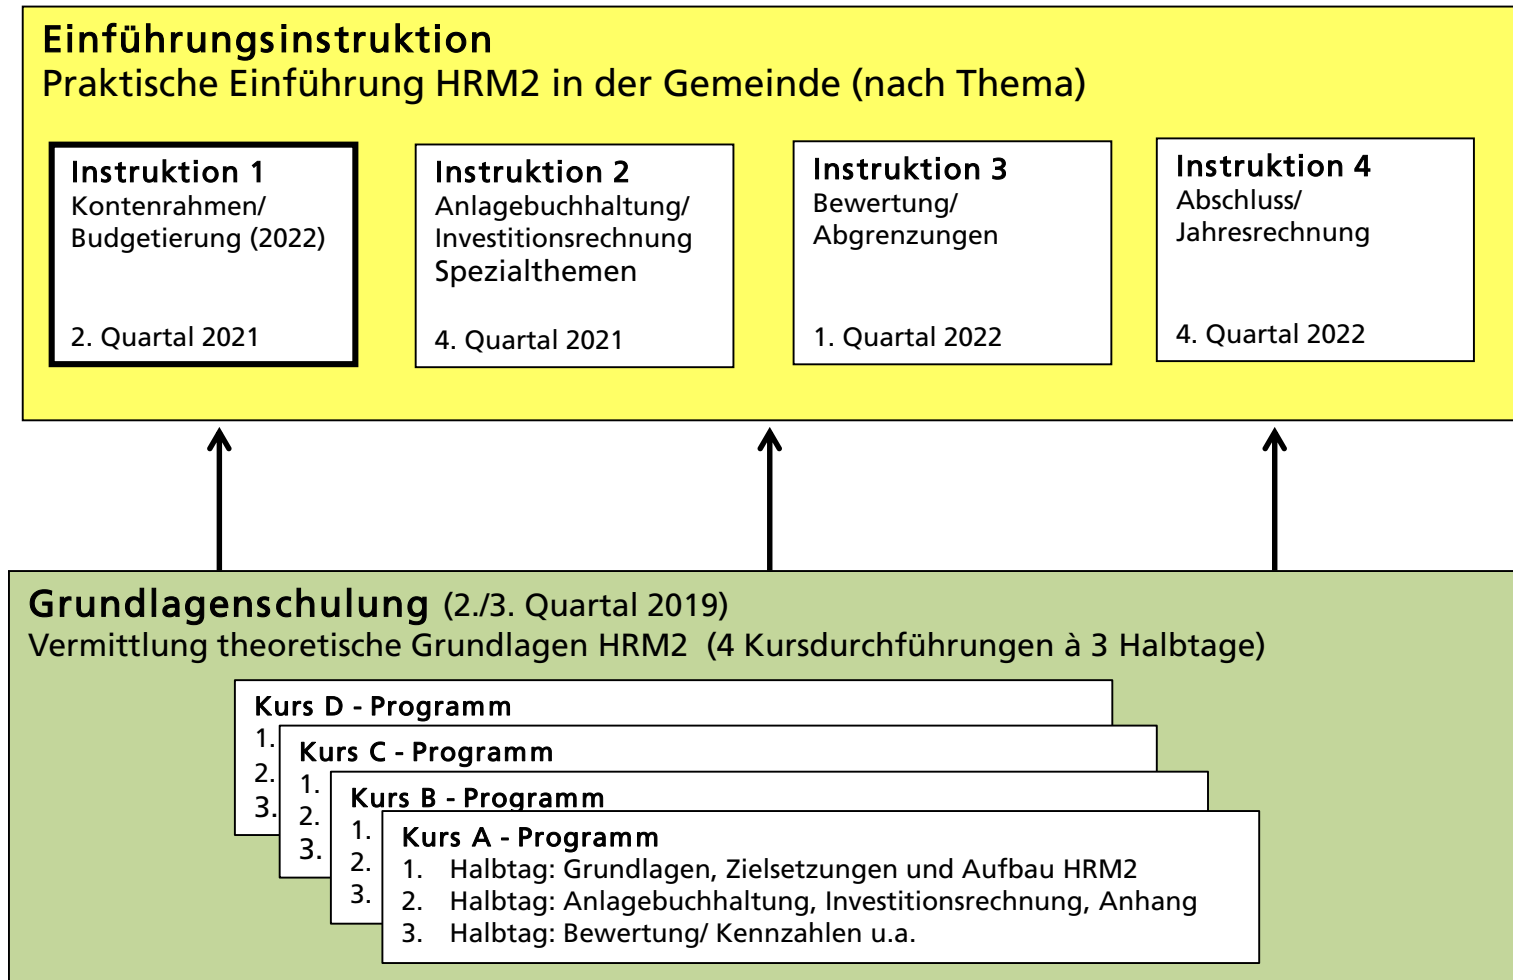 Einführungsinstruktion
Praktische Einführung HRM2 in der Gemeinde (nach Thema)
Instruktion 1
Kontenrahmen/
Budgetierung (2022)
2. Quartal 2021
Instruktion 2
Anlagebuchhaltung/
Investitionsrechnung
Spezialthemen
4. Quartal 2021
Instruktion 3
Bewertung/
Abgrenzungen
1. Quartal 2022
Instruktion 4
Abschluss/
Jahresrechnung
4. Quartal 2022
Grundlagenschulung (2./3. Quartal 2019)
Vermittlung theoretische Grundlagen HRM2 (4 Kursdurchführungen à 3 Halbtage)
Kurs D - Programm
1.
2.
3.
Kurs C - Programm
1.
2.
3.
Kurs B - Programm
1.
2.
3.
Kurs A - Programm
1. Halbtag: Grundlagen, Zielsetzungen und Aufbau HRM2
2. Halbtag: Anlagebuchhaltung, Investitionsrechnung, Anhang
3. Halbtag: Bewertung/ Kennzahlen u.a.